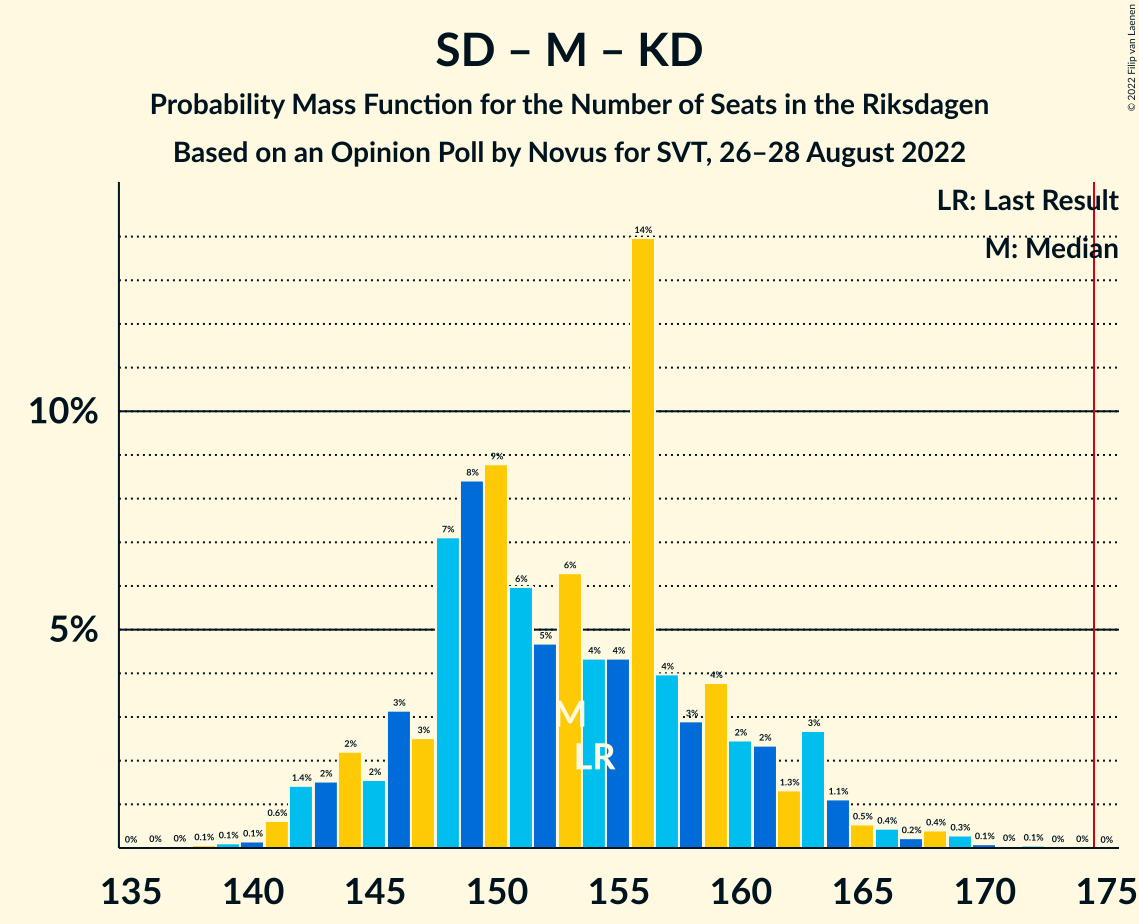 SD – M – KD
Probability Mass Function for the Number of Seats in the Riksdagen
Based on an Opinion Poll by Novus for SVT, 26–28 August 2022
© 2022 Filip van Laenen
LR: Last Result
M: Median
10%
5%
0% 0% 0% 0.1% 0.1% 0.1% 0.6% 1.4% 2% 2% 2% 3% 3% 7% 8% 9% 6% 5% 6% 4% 4% 14% 4% 3% 4% 2% 2% 1.3% 3% 1.1% 0.5% 0.4% 0.2% 0.4% 0.3% 0.1% 0% 0.1% 0% 0% 0%
M
LR
135 140 145 150 155 160 165 170 175